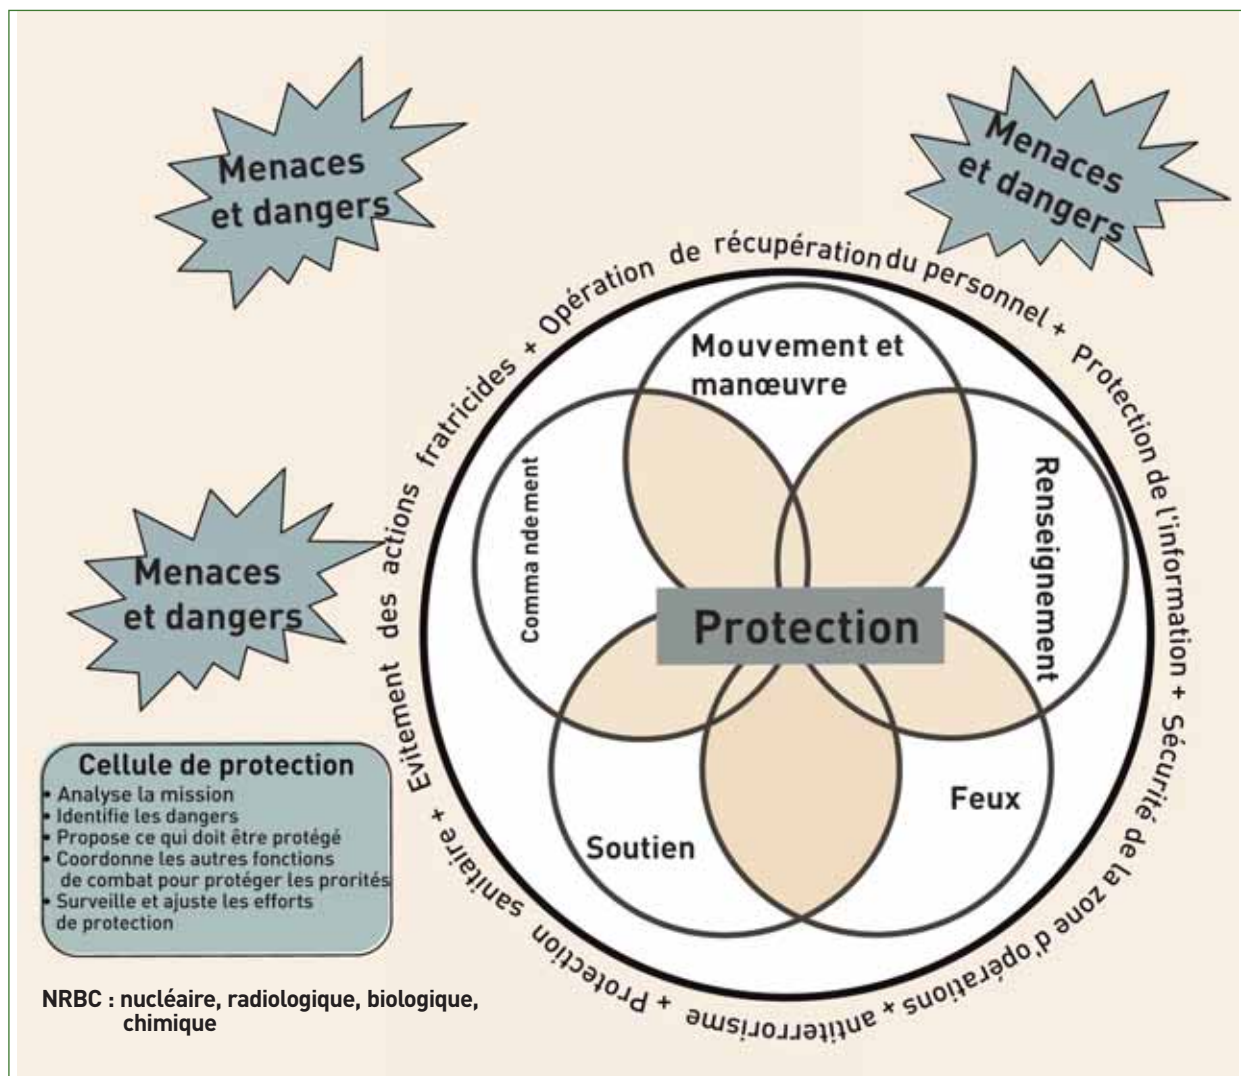 Menaces
et dangers
Menaces
et dangers
Menaces
et dangers
Evitement des actions fratricides + Opération de récupération du personnel + Protection de l'information + Sécurité de la zone d'opérations + antiterrorisme + Protection sanitaire +
Mouvement et
manœuvre
Comma ndement
Renseignement
Protection
Soutien
Feux
Cellule de protection
• Analyse la mission
• Identifie les dangers
• Propose ce qui doit être protégé
• Coordonne les autres fonctions
de combat pour protéger les prorités
• Surveille et ajuste les efforts
de protection
NRBC : nucléaire, radiologique, biologique,
chimique